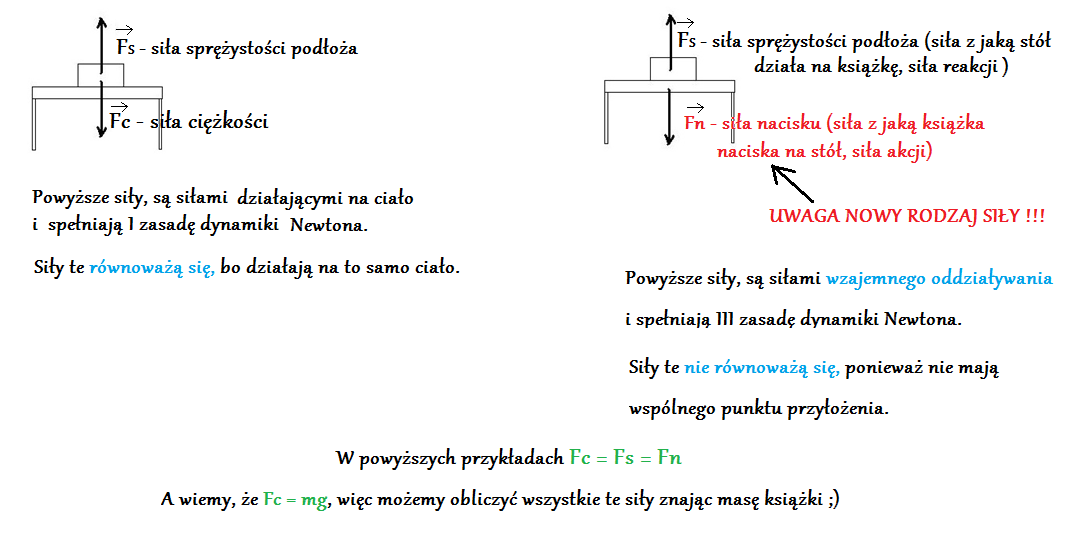 Fs - siła sprężystości podłoża
Fc - siła ciężkości
Powyższe siły, są siłami działającymi na ciało
i spełniają I zasadę dynamiki Newtona.
Siły te równoważą się, bo działają na to samo ciało.
Fs - siła sprężystości podłoża (siła z jaką stół
działa na książkę, siła reakcji )
Fn - siła nacisku (siła z jaką książka
naciska na stół, siła akcji)
UWAGA NOWY RODZAJ SIŁY !!!
Powyższe siły, są siłami wzajemnego oddziaływania
i spełniają III zasadę dynamiki Newtona.
Siły te nie równoważą się, ponieważ nie mają
wspólnego punktu przyłożenia.
W powyższych przykładach Fc = Fs = Fn
A wiemy, że Fc = mg, więc możemy obliczyć wszystkie te siły znając masę książki ;)